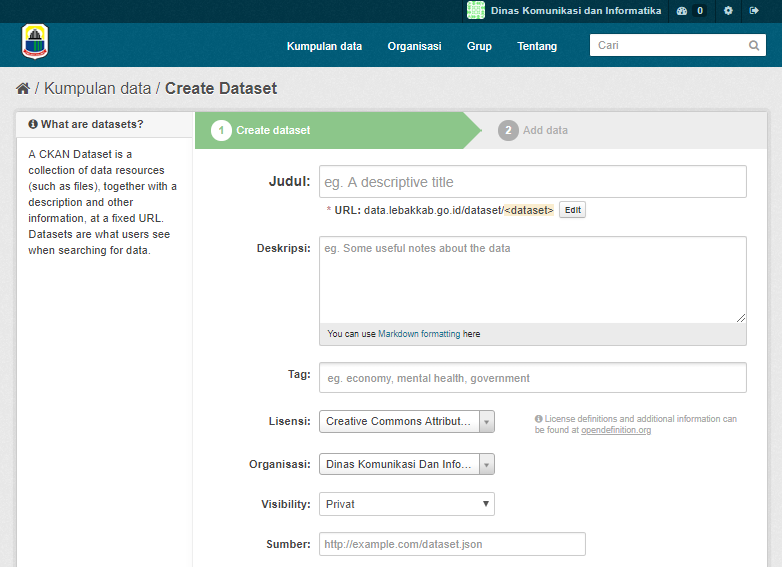 Dinas Komunikasi dan Informatika 0
Kumpulan data Organisasi Grup Tentang Cari
/ Kumpulan data / Create Dataset
What are datasets?
A CKAN Dataset is a
collection of data resources
(such as files), together with a
description and other
information, at a fixed URL.
Datasets are what users see
when searching for data.
1 Create dataset 2 Add data
Judul: eg. A descriptive title
* URL: data.lebakkab.go.id/dataset/<dataset> Edit
Deskripsi: eg. Some useful notes about the data
You can use Markdown formatting here
Tag: eg. economy, mental health, government
Lisensi: Creative Commons Attribut...
License definitions and additional information can
be found at opendefinition.org
Organisasi: Dinas Komunikasi Dan Info...
Visibility: Privat
Sumber: http://example.com/dataset.json